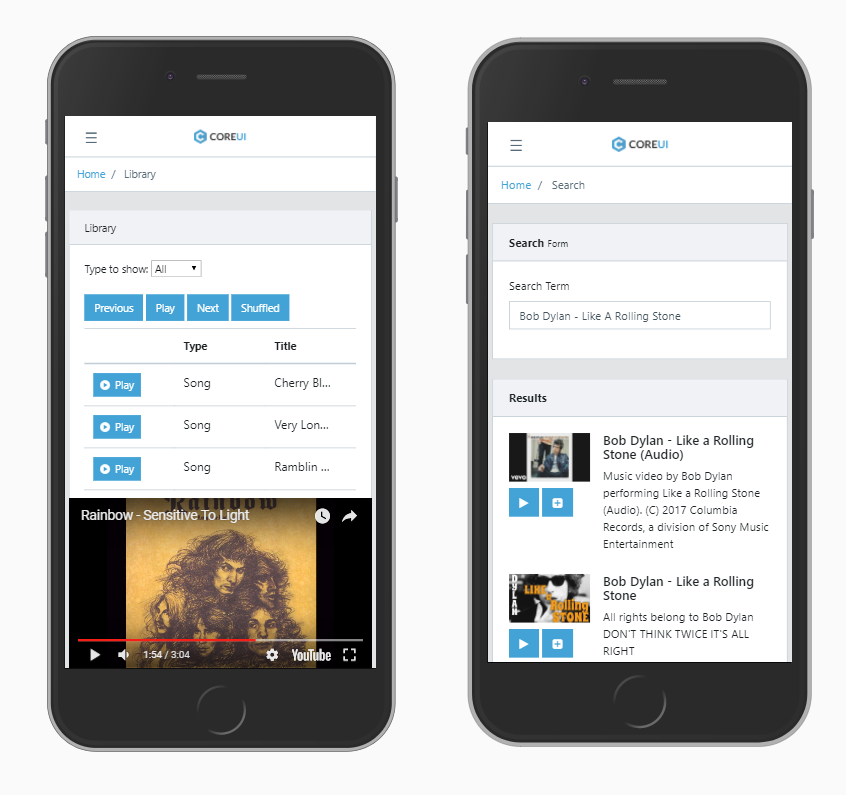 COREUI
Home / Library
Library
Type to show: All
Previous Play Next Shuffled
Type Title
Play Song Cherry Bl...
Play Song Very Lon...
Play Song Ramblin ...
Rainbow
Rainbow - Sensitive To Light
1:54 / 3:04 YouTube
COREUI
Home / Search
Search Form
Search Term
Bob Dylan - Like A Rolling Stone
Results
vevo
Bob Dylan - Like a Rolling
Stone (Audio)
Music video by Bob Dylan
performing Like a Rolling Stone
(Audio). (C) 2017 Columbia
Records, a division of Sony Music
Entertainment
DYLAN
LIKE
a Rolling
STONE
Bob Dylan - Like a Rolling
Stone
All rights belong to Bob Dylan
DON'T THINK TWICE IT'S ALL
RIGHT